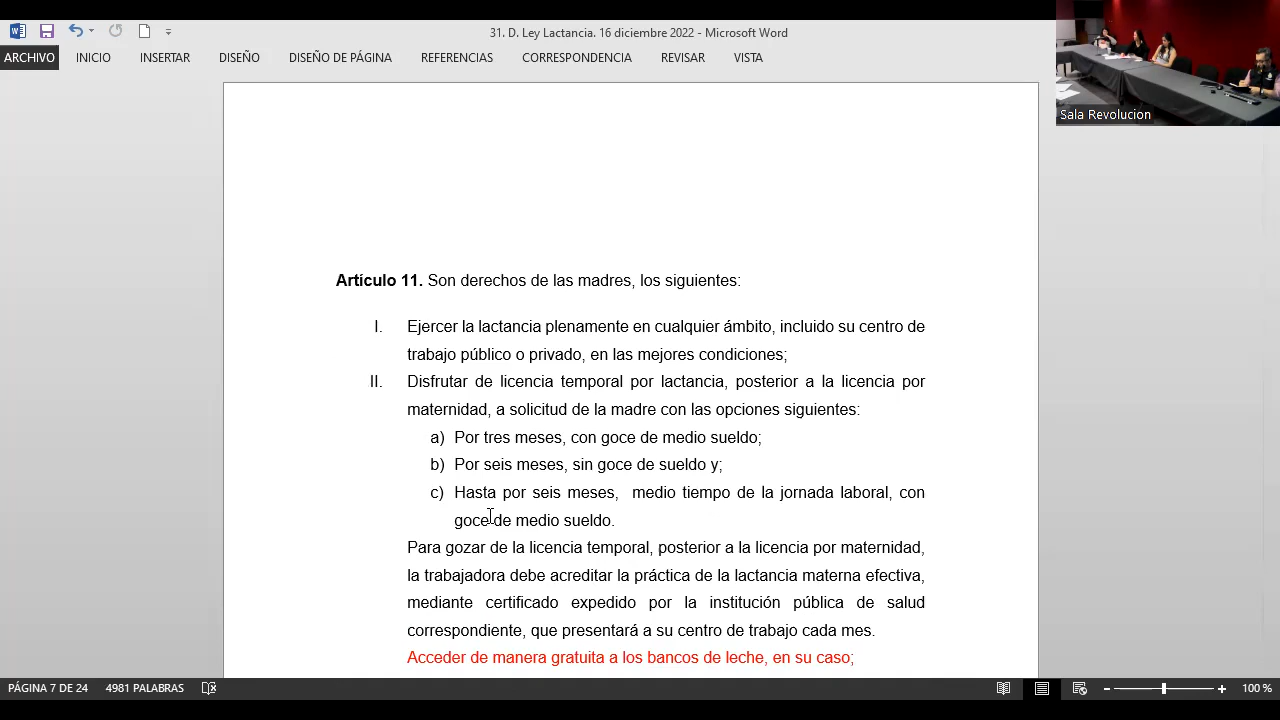 31. D. Ley Lactancia. 16 diciembre 2022 - Microsoft Word
ARCHIVO INICIO INSERTAR DISEÑO DISEÑO DE PÁGINA REFERENCIAS CORRESPONDENCIA REVISAR VISTA
Sala Revolucion
Artículo 11. Son derechos de las madres, los siguientes:
I. Ejercer la lactancia plenamente en cualquier ámbito, incluido su centro de
trabajo público o privado, en las mejores condiciones;
II. Disfrutar de licencia temporal por lactancia, posterior a la licencia por
maternidad, a solicitud de la madre con las opciones siguientes:
a) Por tres meses, con goce de medio sueldo;
b) Por seis meses, sin goce de sueldo y;
c) Hasta por seis meses,  medio tiempo de la jornada laboral, con
goce de medio sueldo.
Para gozar de la licencia temporal, posterior a la licencia por maternidad,
la trabajadora debe acreditar la práctica de la lactancia materna efectiva,
mediante certificado expedido por la institución pública de salud
correspondiente, que presentará a su centro de trabajo cada mes.
Acceder de manera gratuita a los bancos de leche, en su caso;
PÁGINA 7 DE 24 4981 PALABRAS 100 %